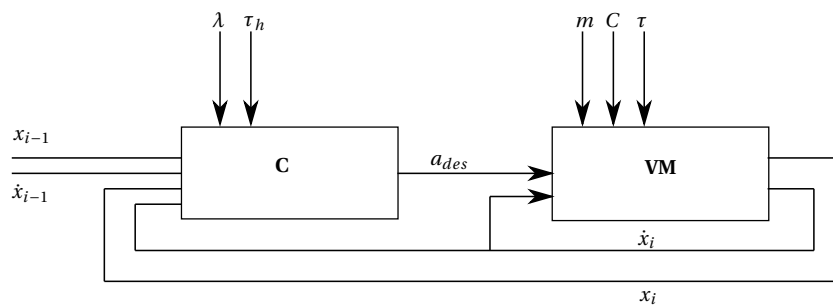 λ τ_h m C τ
x_{i−1}
C
a_{des}
VM
ẋ_{i−1}
ẋ_i
x_i